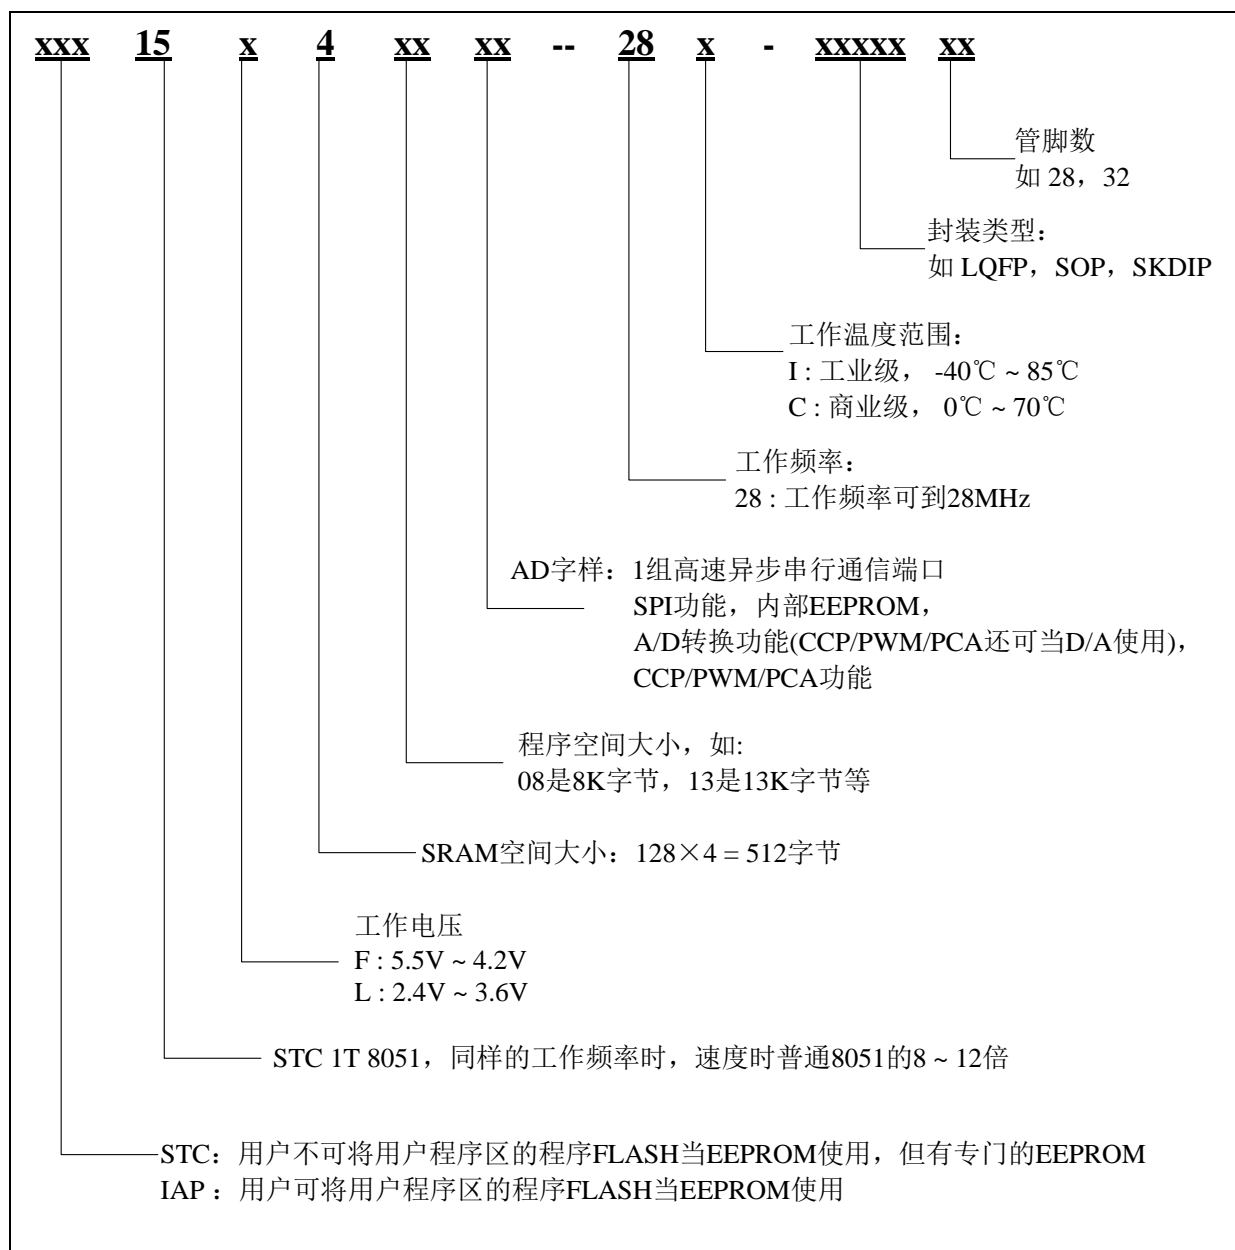 xxx 15 x 4 xx xx -- 28 x - xxxxx xx
管脚数
如 28，32
封装类型：
如 LQFP，SOP，SKDIP
工作温度范围：
I : 工业级， -40℃ ~ 85℃
C : 商业级， 0℃ ~ 70℃
工作频率：
28 : 工作频率可到28MHz
AD字样：1组高速异步串行通信端口
SPI功能，内部EEPROM，
A/D转换功能(CCP/PWM/PCA还可当D/A使用)，
CCP/PWM/PCA功能
程序空间大小，如:
08是8K字节，13是13K字节等
SRAM空间大小：128×4 = 512字节
工作电压
F : 5.5V ~ 4.2V
L : 2.4V ~ 3.6V
STC 1T 8051，同样的工作频率时，速度时普通8051的8 ~ 12倍
STC：用户不可将用户程序区的程序FLASH当EEPROM使用，但有专门的EEPROM
IAP：用户可将用户程序区的程序FLASH当EEPROM使用